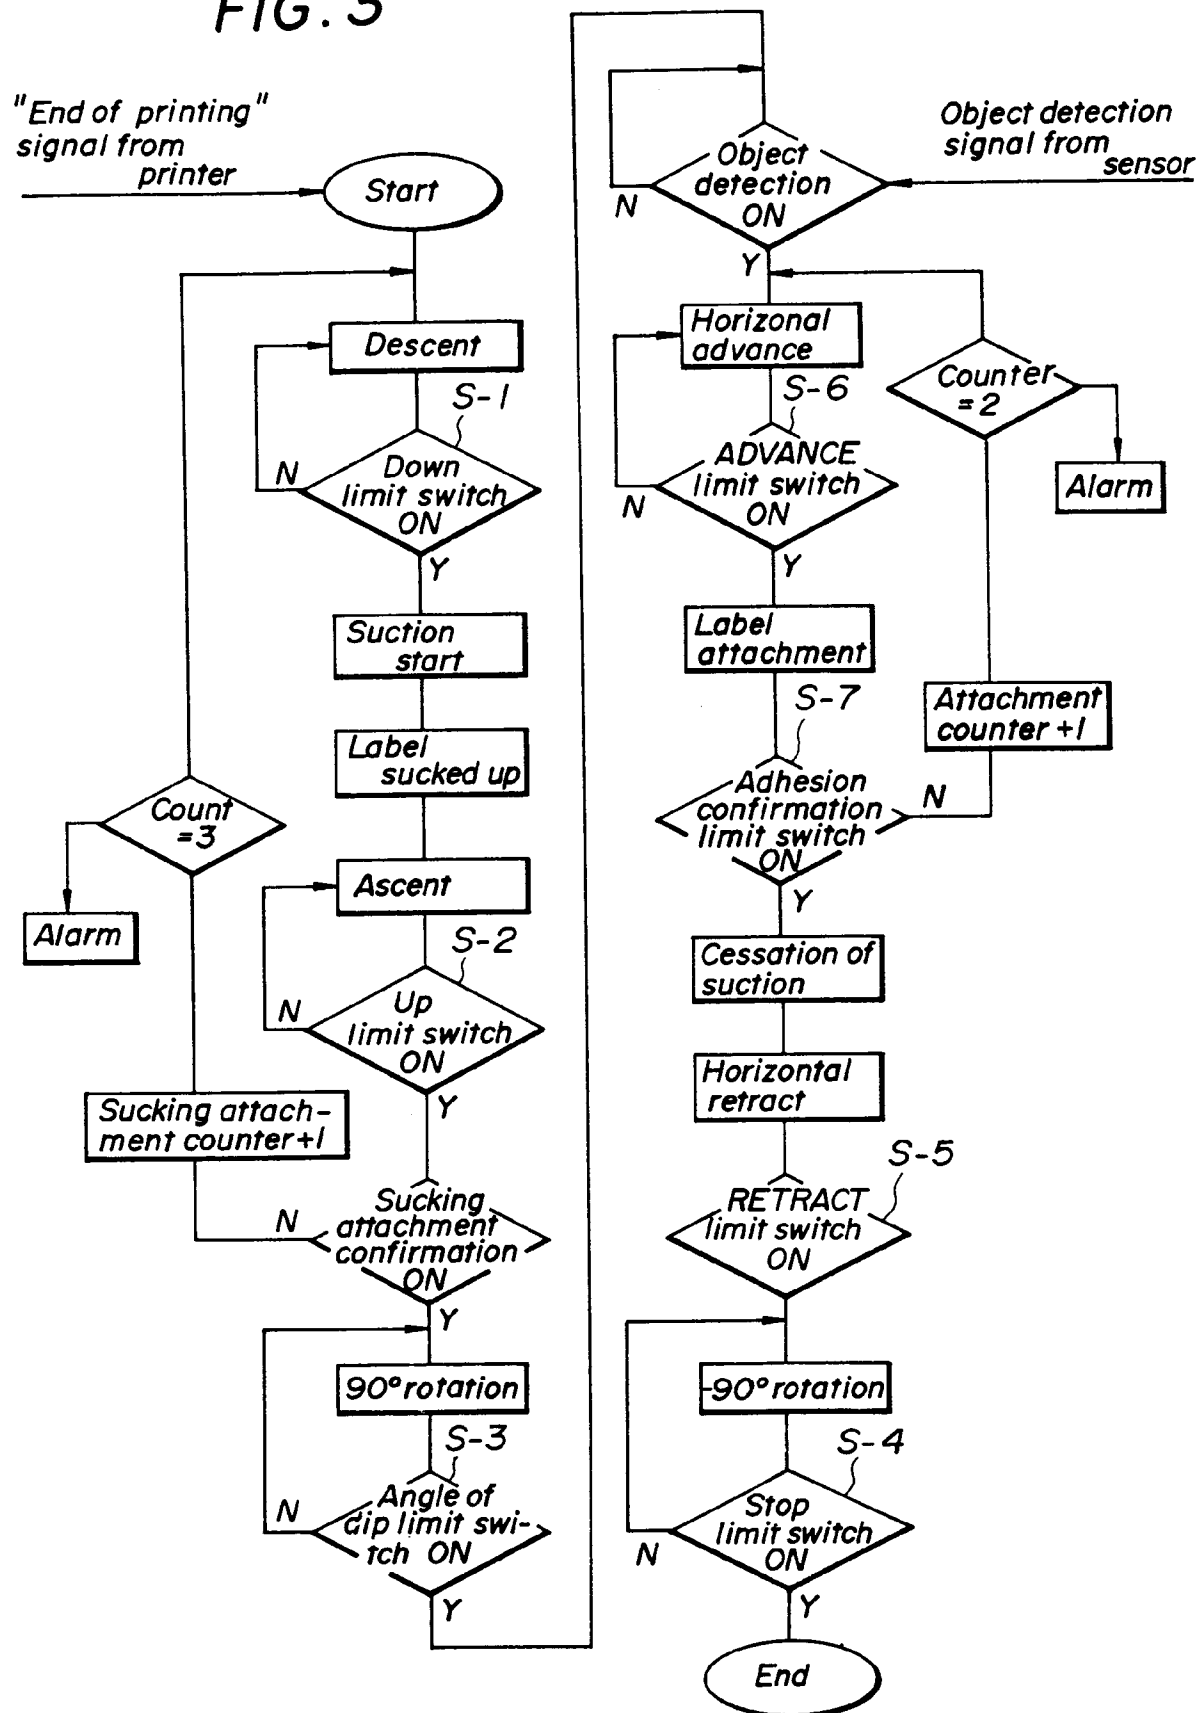 FIG. 3
"End of printing"
signal from
printer
Start
Descent
S-1
Down
limit switch
ON
N
Y
Suction
start
Label
sucked up
Count
=3
Alarm
Ascent
S-2
Up
limit switch
ON
N
Y
Sucking attach-
ment counter+1
Sucking
attachment
confirmation
ON
N
Y
90° rotation
S-3
Angle of
dip limit swi-
tch ON
N
Y
Object detection
signal from
sensor
Object
detection
ON
N
Y
Horizonal
advance
S-6
ADVANCE
limit switch
ON
N
Y
Counter
=2
Alarm
Label
attachment
S-7
Attachment
counter +1
Adhesion
confirmation
limit switch
ON
N
Y
Cessation of
suction
Horizontal
retract
S-5
RETRACT
limit switch
ON
-90° rotation
S-4
Stop
limit switch
ON
N
Y
End